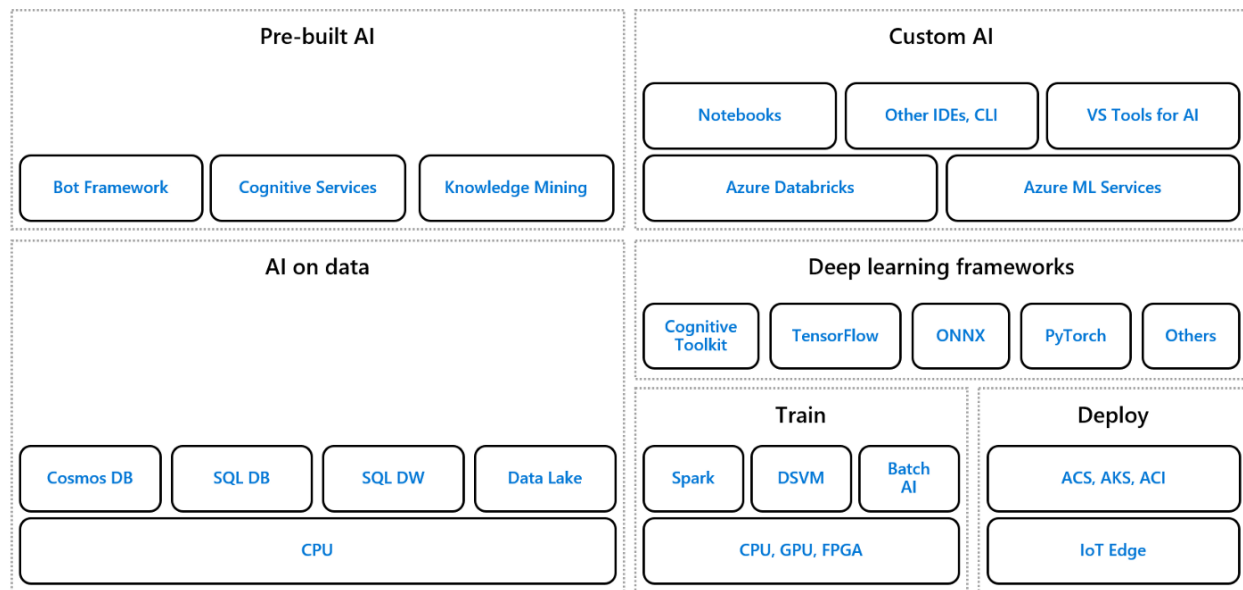 Pre-built AI
Bot Framework
Cognitive Services
Knowledge Mining
Custom AI
Notebooks
Other IDEs, CLI
VS Tools for AI
Azure Databricks
Azure ML Services
AI on data
Cosmos DB
SQL DB
SQL DW
Data Lake
CPU
Deep learning frameworks
Cognitive
Toolkit
TensorFlow
ONNX
PyTorch
Others
Train
Spark
DSVM
Batch
AI
CPU, GPU, FPGA
Deploy
ACS, AKS, ACI
IoT Edge